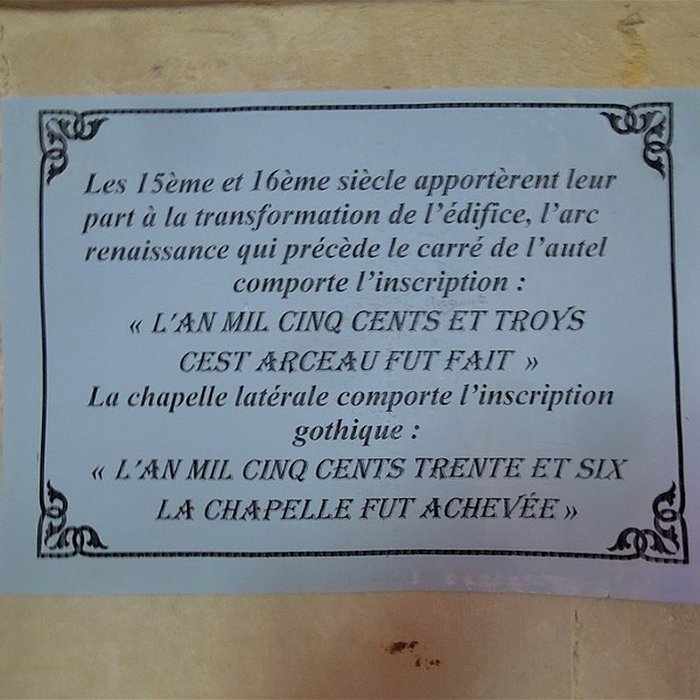 Les 15ème et 16ème siècle apportèrent leur
part à la transformation de l'édifice, l'arc
renaissance qui précède le carré de l'autel
comporte l'inscription :
« L'AN MIL CINQ CENTS ET TROYS
CEST ARCEAU FUT FAIT »
La chapelle latérale comporte l'inscription
gothique :
« L'AN MIL CINQ CENTS TRENTE ET SIX
LA CHAPELLE FUT ACHEVÉE »